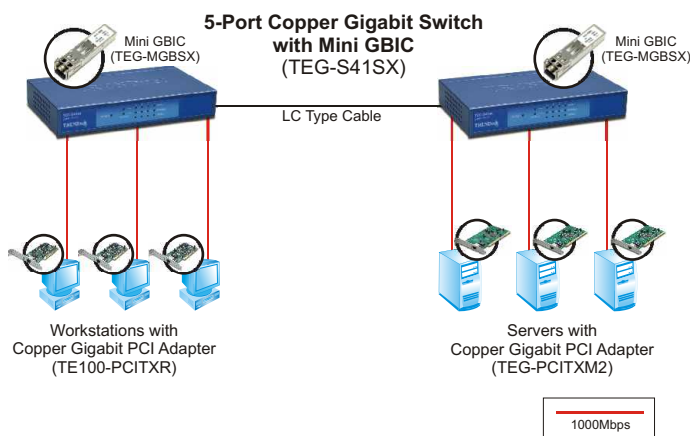 5-Port Copper Gigabit Switch
with Mini GBIC
(TEG-S41SX)
Mini GBIC
(TEG-MGBSX)
Mini GBIC
(TEG-MGBSX)
LC Type Cable
TRENDnet
TRENDnet
Workstations with
Copper Gigabit PCI Adapter
(TE100-PCITXR)
Servers with
Copper Gigabit PCI Adapter
(TEG-PCITXM2)
1000Mbps